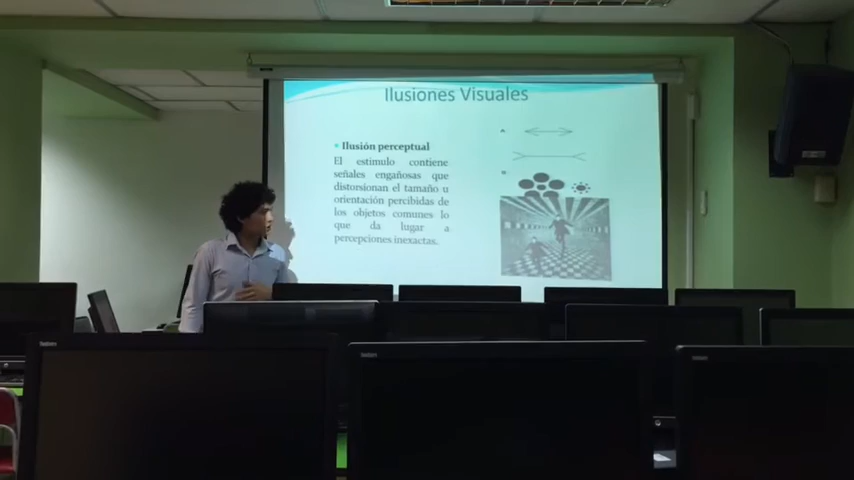 Ilusiones Visuales
• Ilusión perceptual
El estimulo contiene
señales engañosas que
distorsionan el tamaño u
orientación percibidas de
los objetos comunes lo
que da lugar a
percepciones inexactas.
A
B